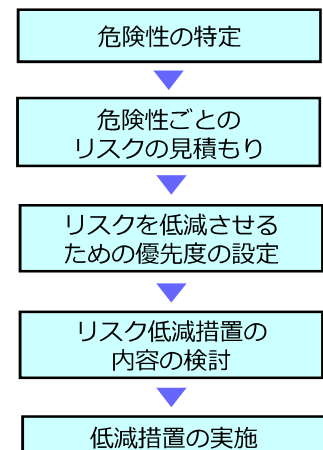 危険性の特定
危険性ごとの
リスクの見積もり
リスクを低減させる
ための優先度の設定
リスク低減措置の
内容の検討
低減措置の実施